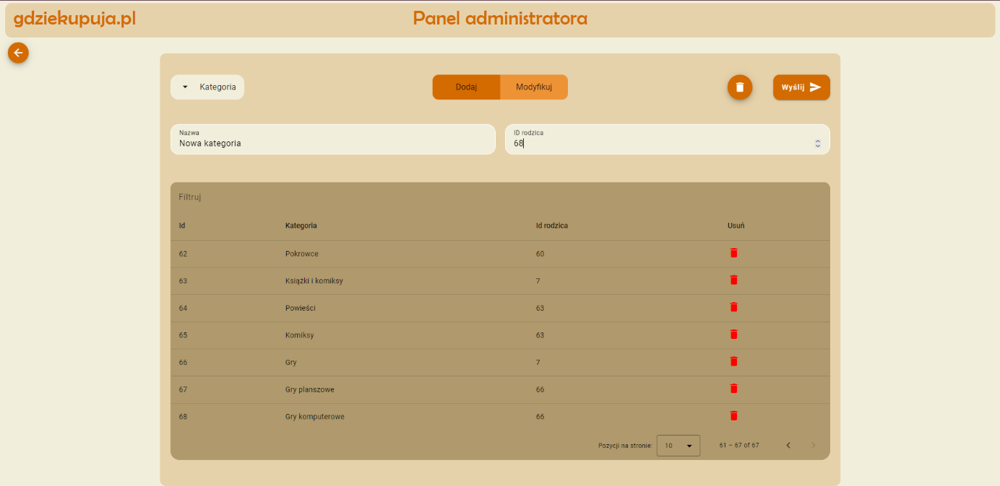 gdziekupuja.pl
Panel administratora
Kategoria
Dodaj
Modyfikuj
Wyślij
Nazwa
Nowa kategoria
ID rodzica
68
Filtruj
Id Kategoria Id rodzica Usuń
62 Pokrowce 60
63 Książki i komiksy 7
64 Powieści 63
65 Komiksy 63
66 Gry 7
67 Gry planszowe 66
68 Gry komputerowe 66
Pozycji na stronie: 10 61 – 67 of 67